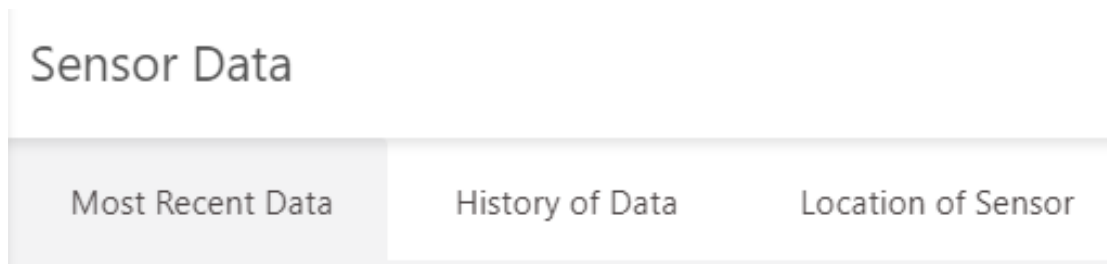 Sensor Data
Most Recent Data History of Data Location of Sensor